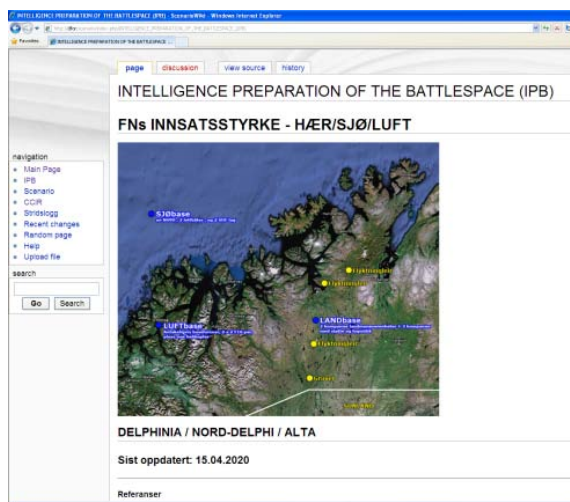 INTELLIGENCE PREPARATION OF THE BATTLESPACE (IPB) - ScenarioWiki - Windows Internet Explorer
Favorites
INTELLIGENCE PREPARATION OF THE BATTLESPACE ...
page discussion view source history
INTELLIGENCE PREPARATION OF THE BATTLESPACE (IPB)
FNs INNSATSSTYRKE - HÆR/SJØ/LUFT
navigation
Main Page
IPB
Scenario
CCIR
Stridslogg
Recent changes
Random page
Help
Upload file
search
Go Search
SJØbase
LUFTbase
LANDbase
DELPHINIA / NORD-DELPHI / ALTA
Sist oppdatert: 15.04.2020
Referanser